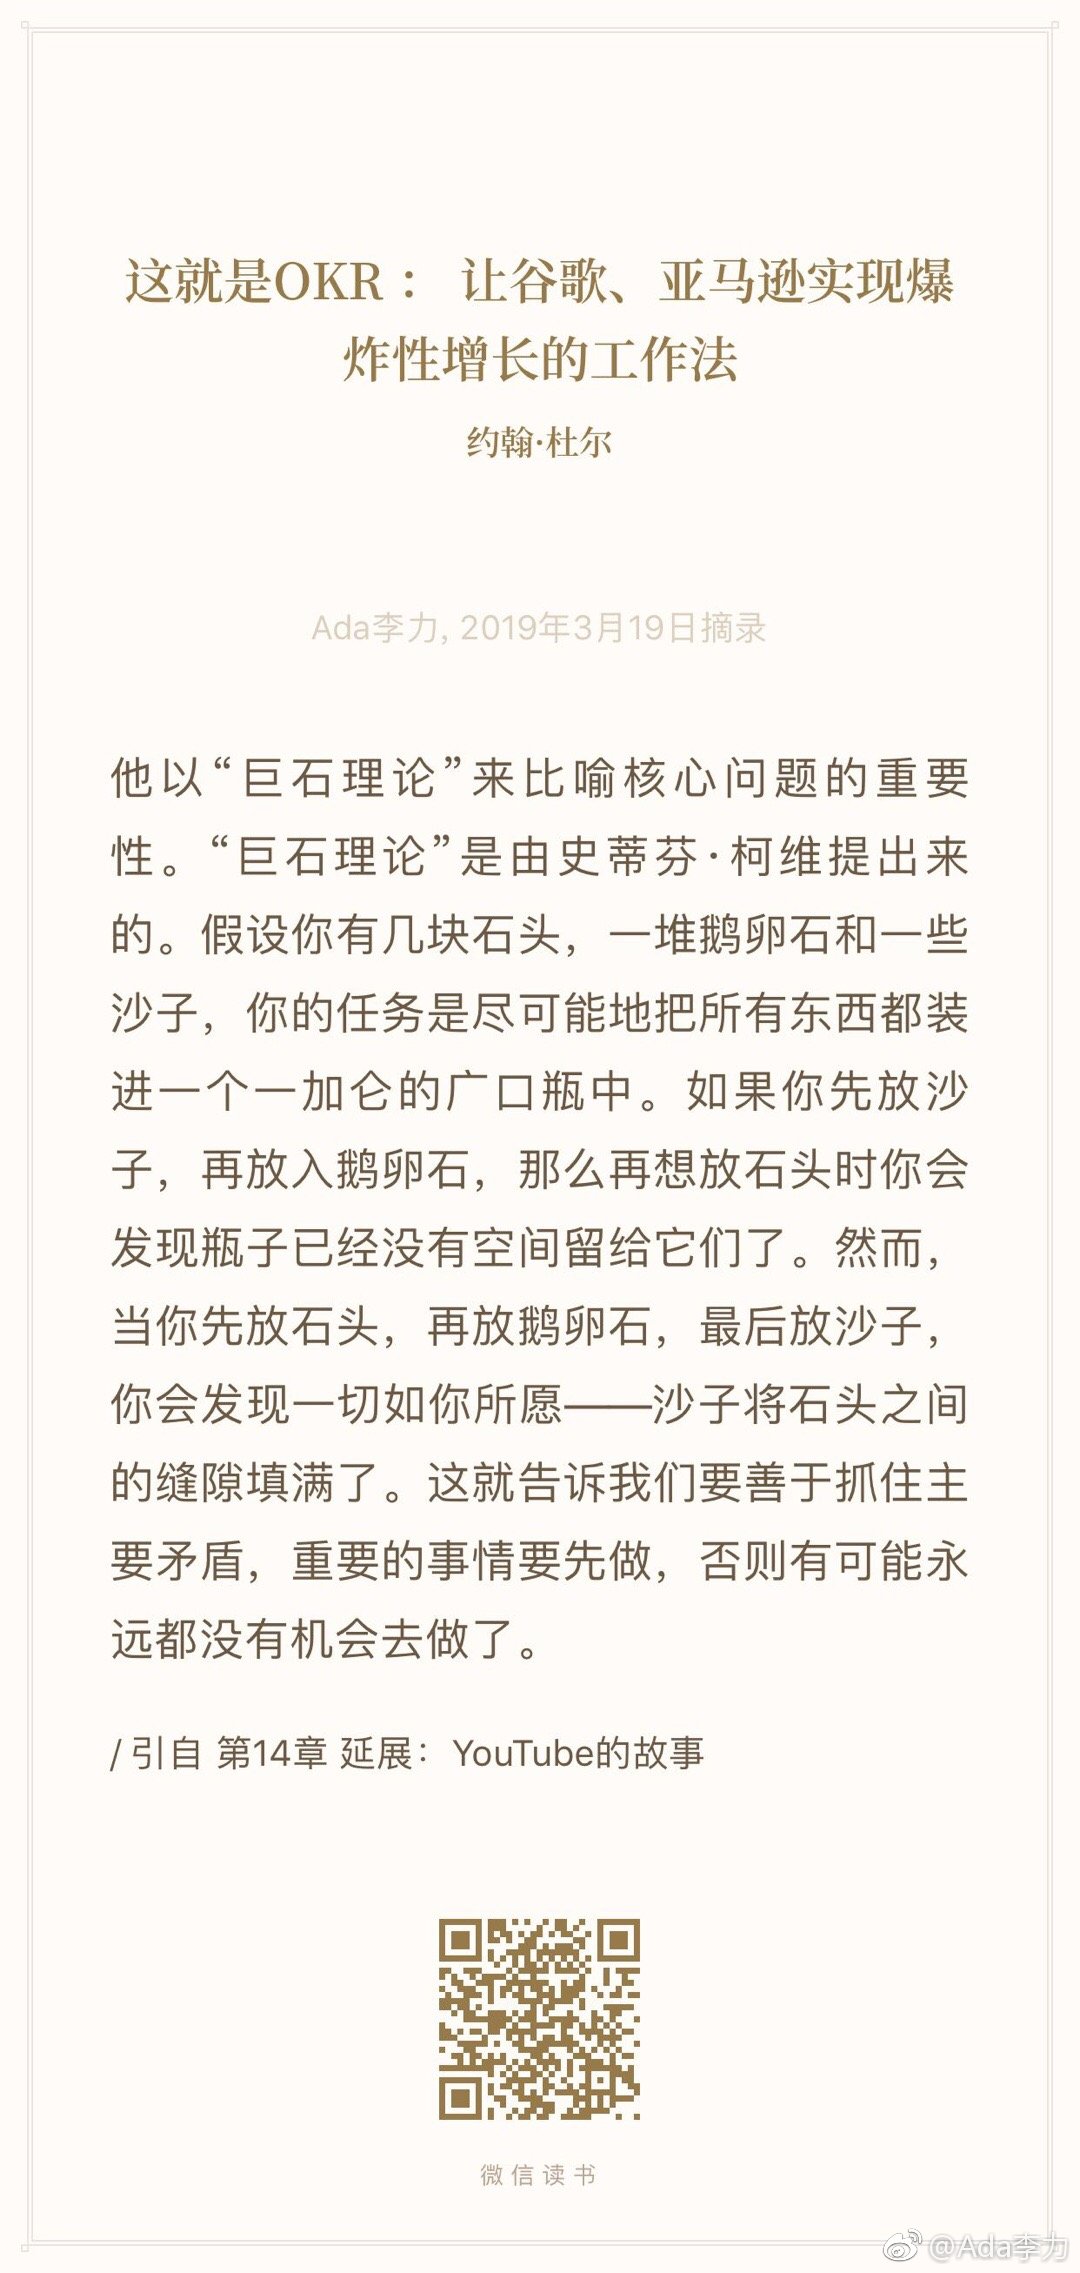 这就是OKR： 让谷歌、亚马逊实现爆
炸性增长的工作法
约翰·杜尔
Ada李力, 2019年3月19日摘录
他以“巨石理论”来比喻核心问题的重要
性。“巨石理论”是由史蒂芬·柯维提出来
的。假设你有几块石头，一堆鹅卵石和一些
沙子，你的任务是尽可能地把所有东西都装
进一个一加仑的广口瓶中。如果你先放沙
子，再放入鹅卵石，那么再想放石头时你会
发现瓶子已经没有空间留给它们了。然而，
当你先放石头，再放鹅卵石，最后放沙子，
你会发现一切如你所愿——沙子将石头之间
的缝隙填满了。这就告诉我们要善于抓住主
要矛盾，重要的事情要先做，否则有可能永
远都没有机会去做了。
/ 引自 第14章 延展：YouTube的故事
微信读书
@Ada李力